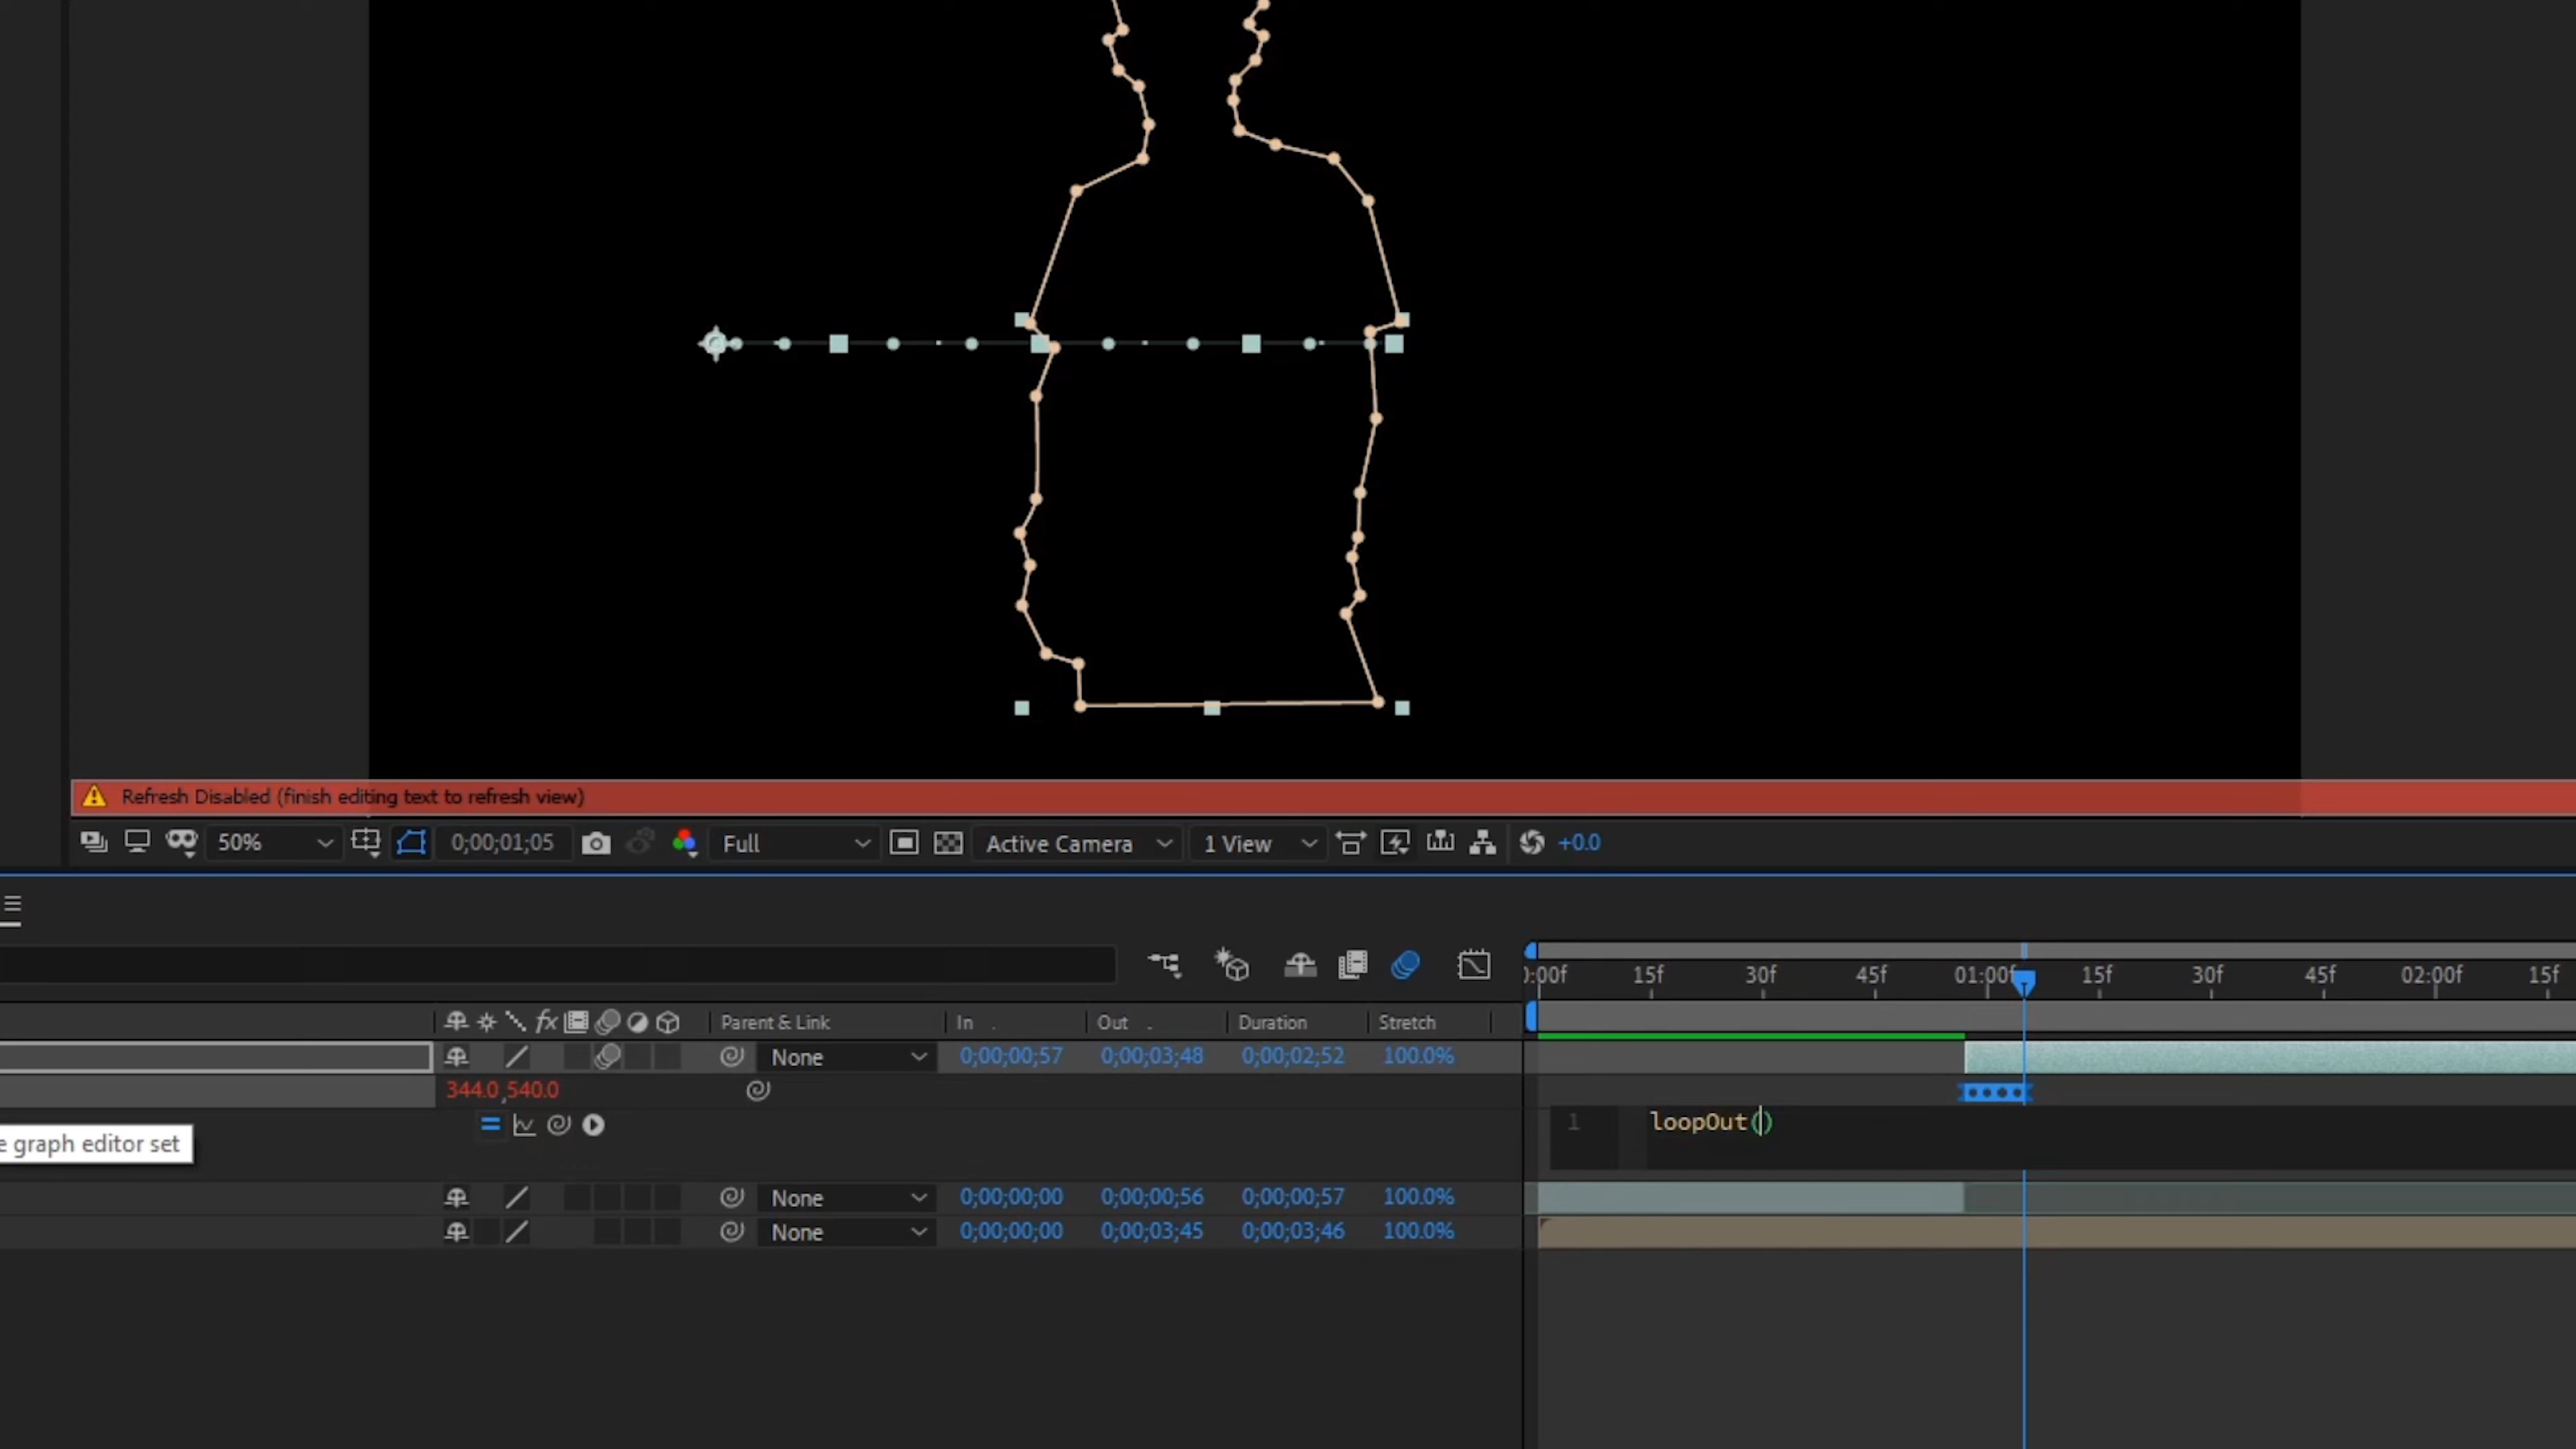 Refresh Disabled (finish editing text to refresh view)
50%
0;00;01;05
Full
Active Camera
1 View
+0.0
0:00f 15f 30f 45f 01:00f 15f 30f 45f 02:00f 15f
fx Parent & Link In Out Duration Stretch
None 0;00;00;57 0;00;03;48 0;00;02;52 100.0%
344.0,540.0
1 loopOut()
e graph editor set
None 0;00;00;00 0;00;00;56 0;00;00;57 100.0%
None 0;00;00;00 0;00;03;45 0;00;03;46 100.0%